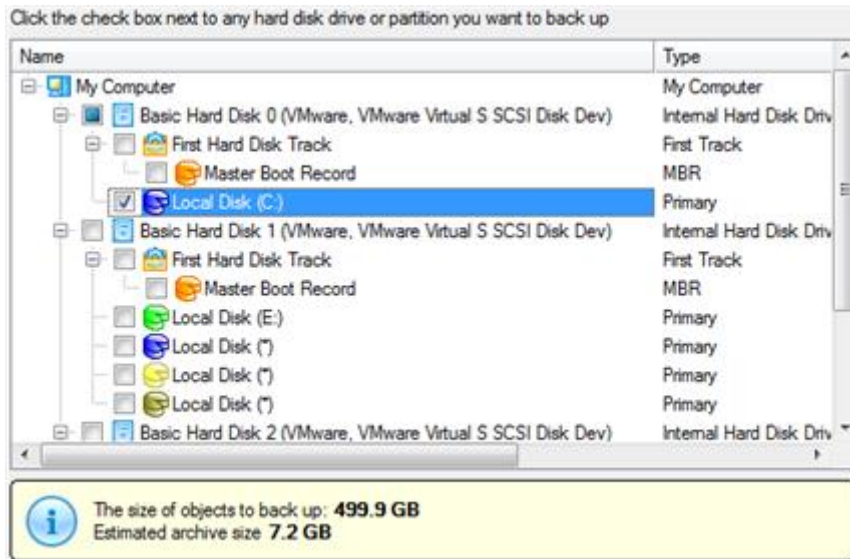 Click the check box next to any hard disk drive or partition you want to back up
Name Type
My Computer My Computer
Basic Hard Disk 0 (VMware, VMware Virtual S SCSI Disk Dev) Internal Hard Disk Driv
First Hard Disk Track First Track
Master Boot Record MBR
Local Disk (C:) Primary
Basic Hard Disk 1 (VMware, VMware Virtual S SCSI Disk Dev) Internal Hard Disk Driv
First Hard Disk Track First Track
Master Boot Record MBR
Local Disk (E:) Primary
Local Disk (*) Primary
Local Disk (*) Primary
Local Disk (*) Primary
Basic Hard Disk 2 (VMware, VMware Virtual S SCSI Disk Dev) Internal Hard Disk Driv
The size of objects to back up: 499.9 GB
Estimated archive size 7.2 GB